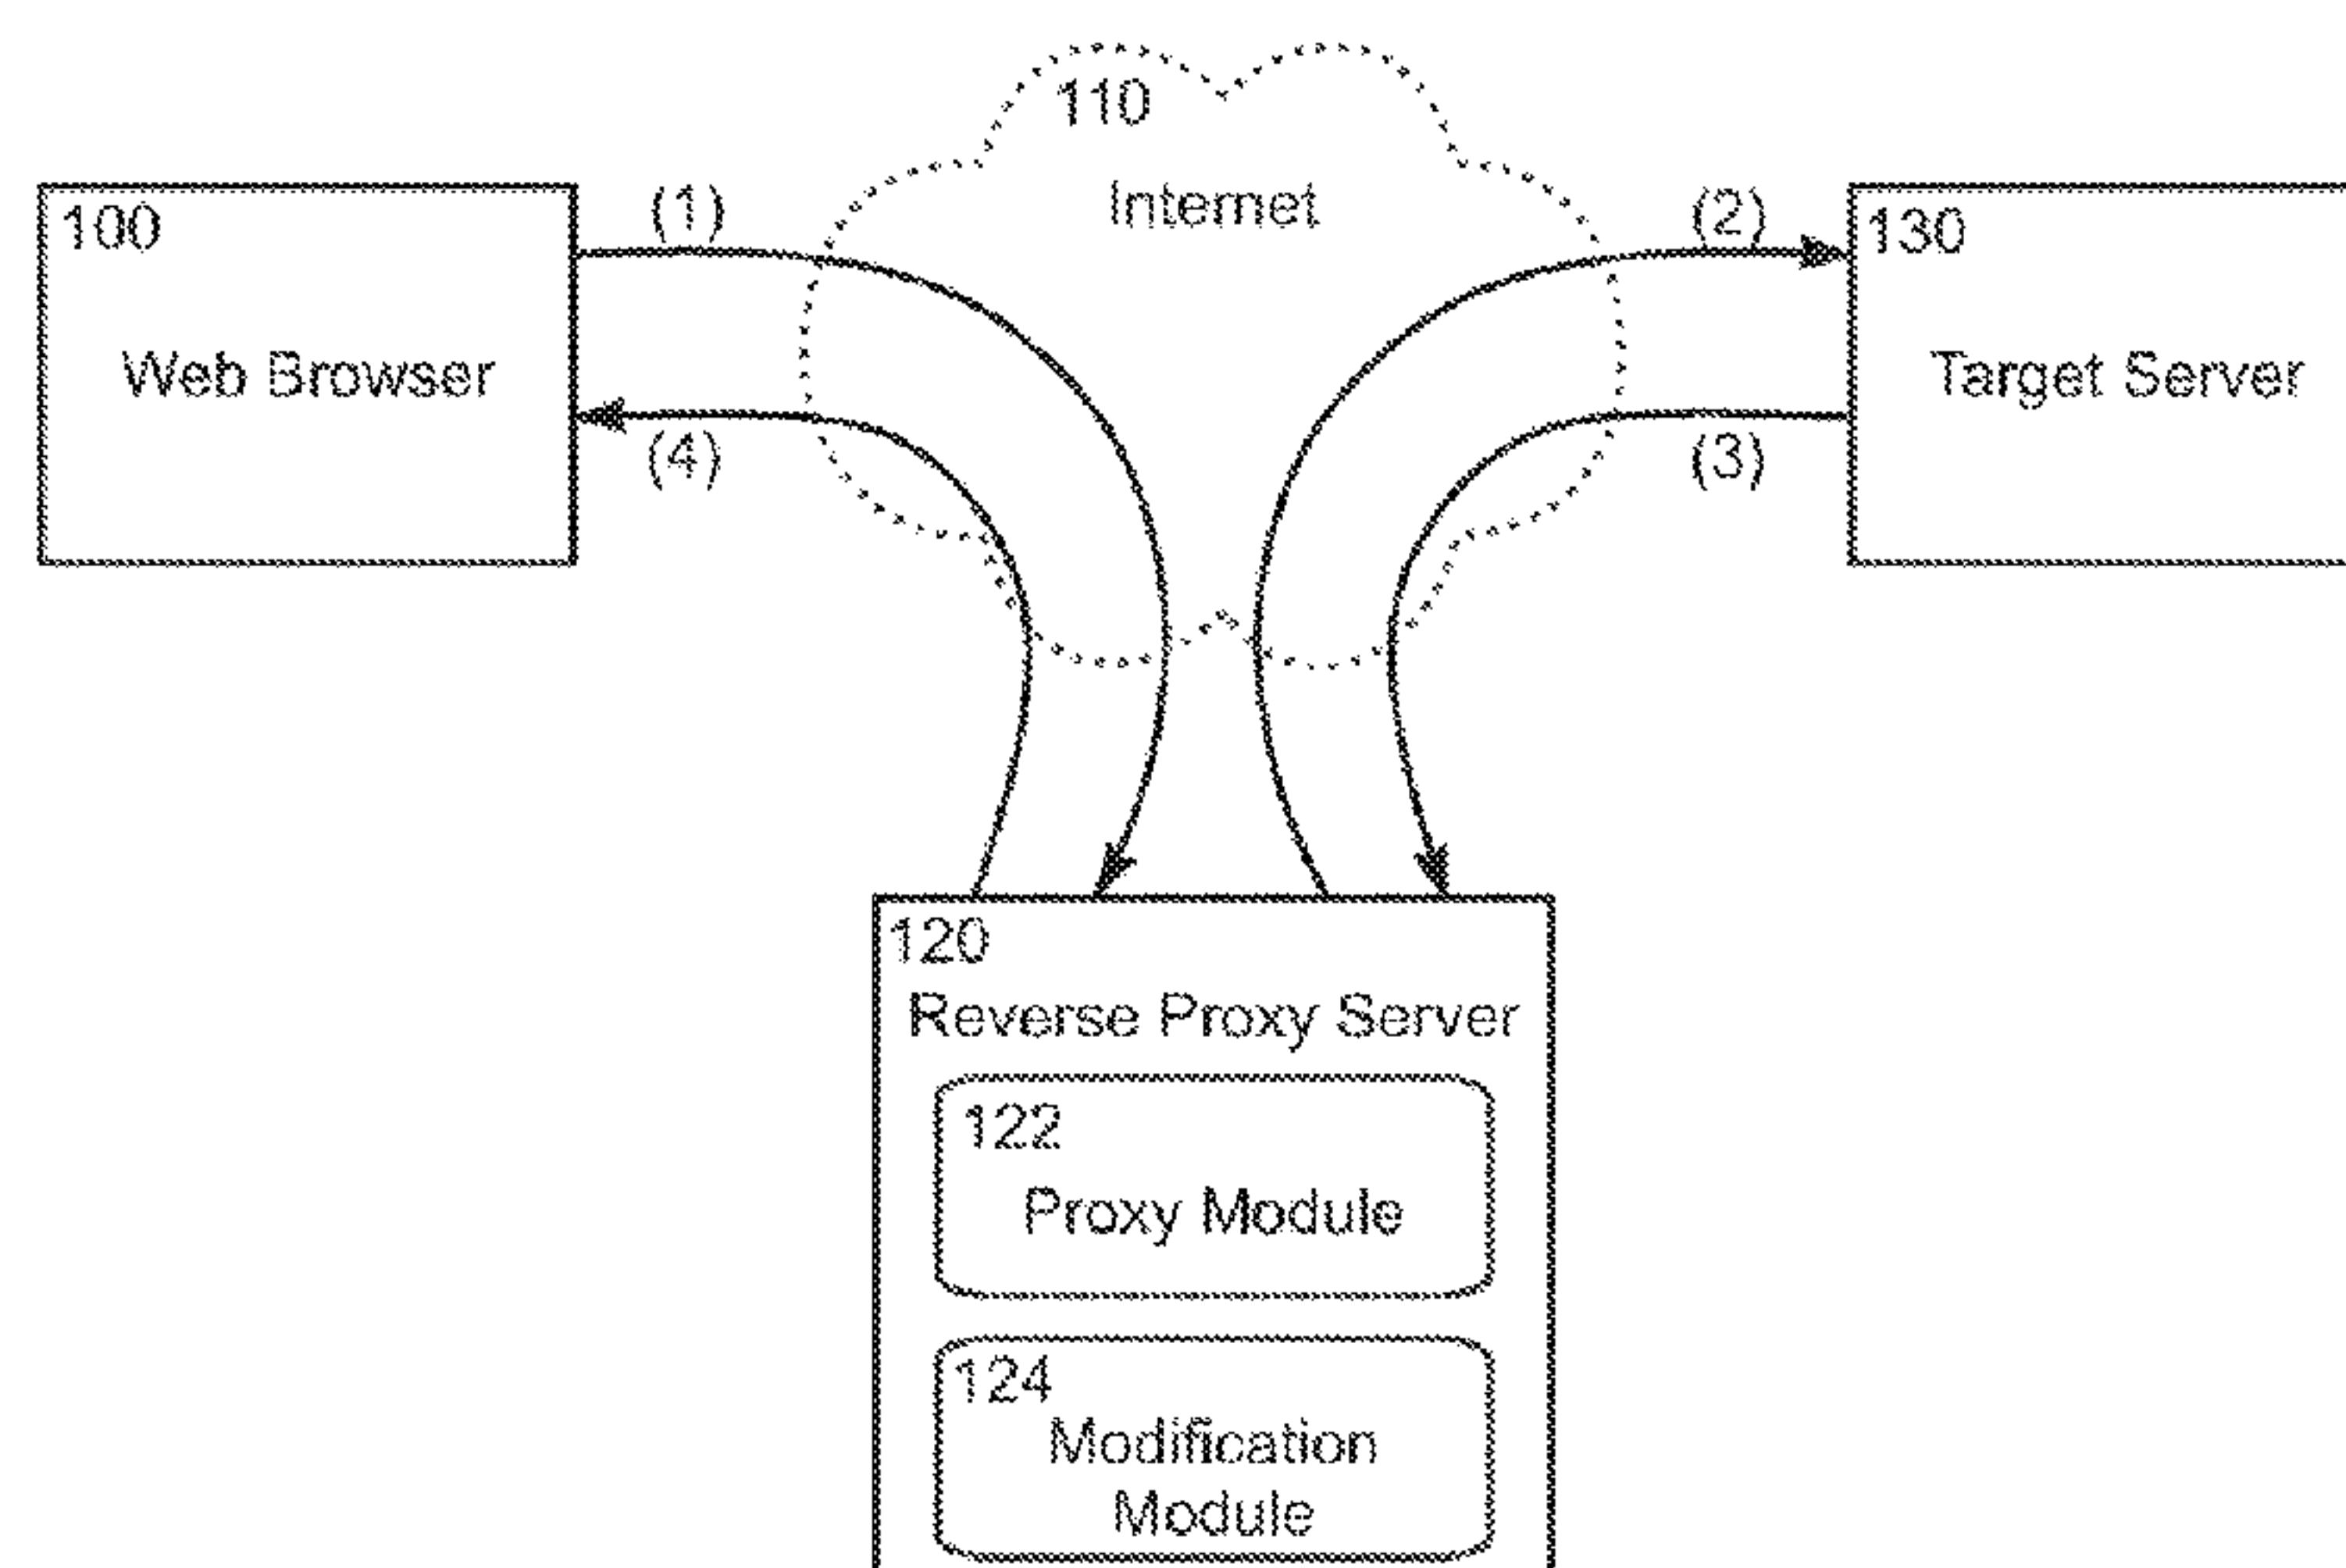 110
Internet
100
(1)
(2)
130
Web Browser
Target Server
(4)
(3)
120
Reverse Proxy Server
122
Proxy Module
124
Modification
Module